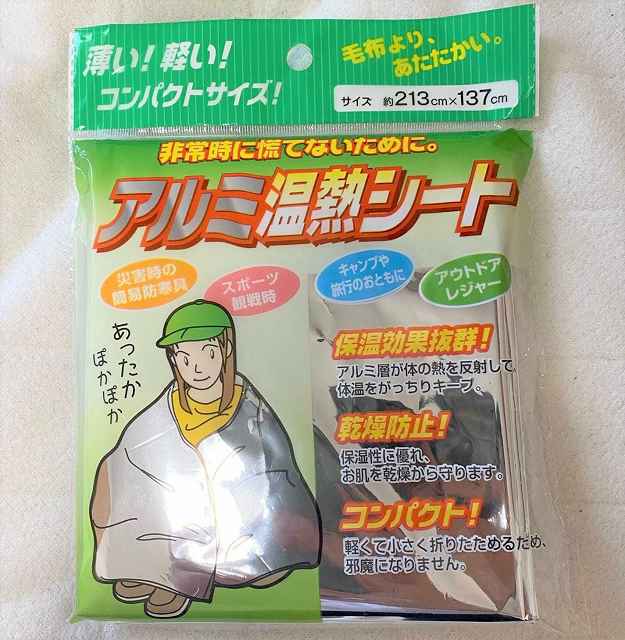 薄い！軽い！
コンパクトサイズ！
毛布より、
あたたかい。
サイズ 約213cm×137cm
非常時に慌てないために。
アルミ温熱シート
災害時の
簡易防寒具
スポーツ
観戦時
キャンプや
旅行のおともに
アウトドア
レジャー
あったか
ぽかぽか
保温効果抜群！
アルミ層が体の熱を反射して、
体温をがっちりキープ。
乾燥防止！
保湿性に優れ、
お肌を乾燥から守ります。
コンパクト！
軽くて小さく折りたためるため、
邪魔になりません。